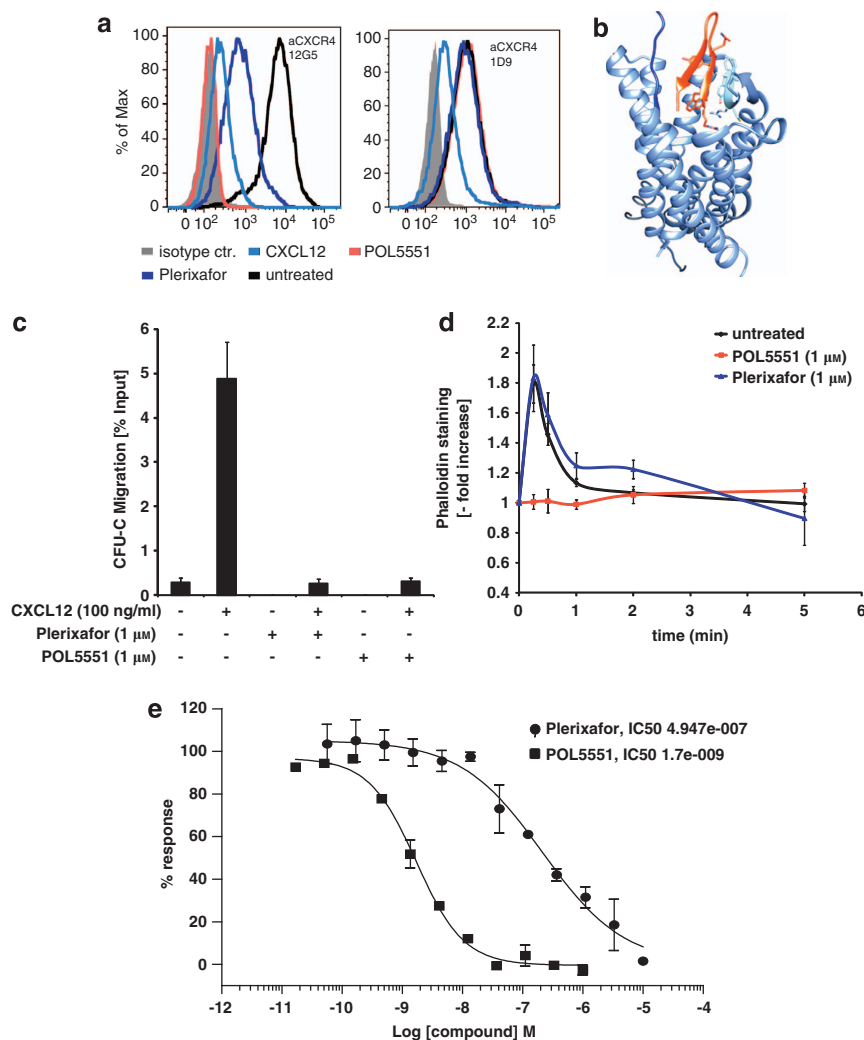 a
b
aCXCR4
12G5
aCXCR4
1D9
% of Max
100
80
60
40
20
0
0 10² 10³ 10⁴ 10⁵
100
80
60
40
20
0
0 10² 10³ 10⁴ 10⁵
isotype ctr. CXCL12 POL5551
Plerixafor untreated
c
CFU-C Migration [% Input]
6
5
4
3
2
1
0
CXCL12 (100 ng/ml) - + - + - +
Plerixafor (1 μM) - - + + - -
POL5551 (1 μM) - - - - + +
d
Phalloidin staining
[- fold increase]
2.2
2
1.8
1.6
1.4
1.2
1
0.8
0.6
0.4
0 1 2 3 4 5 6
time (min)
untreated
POL5551 (1 μM)
Plerixafor (1 μM)
e
% response
120
100
80
60
40
20
0
-12 -11 -10 -9 -8 -7 -6 -5 -4
Log [compound] M
Plerixafor, IC50 4.947e-007
POL5551, IC50 1.7e-009